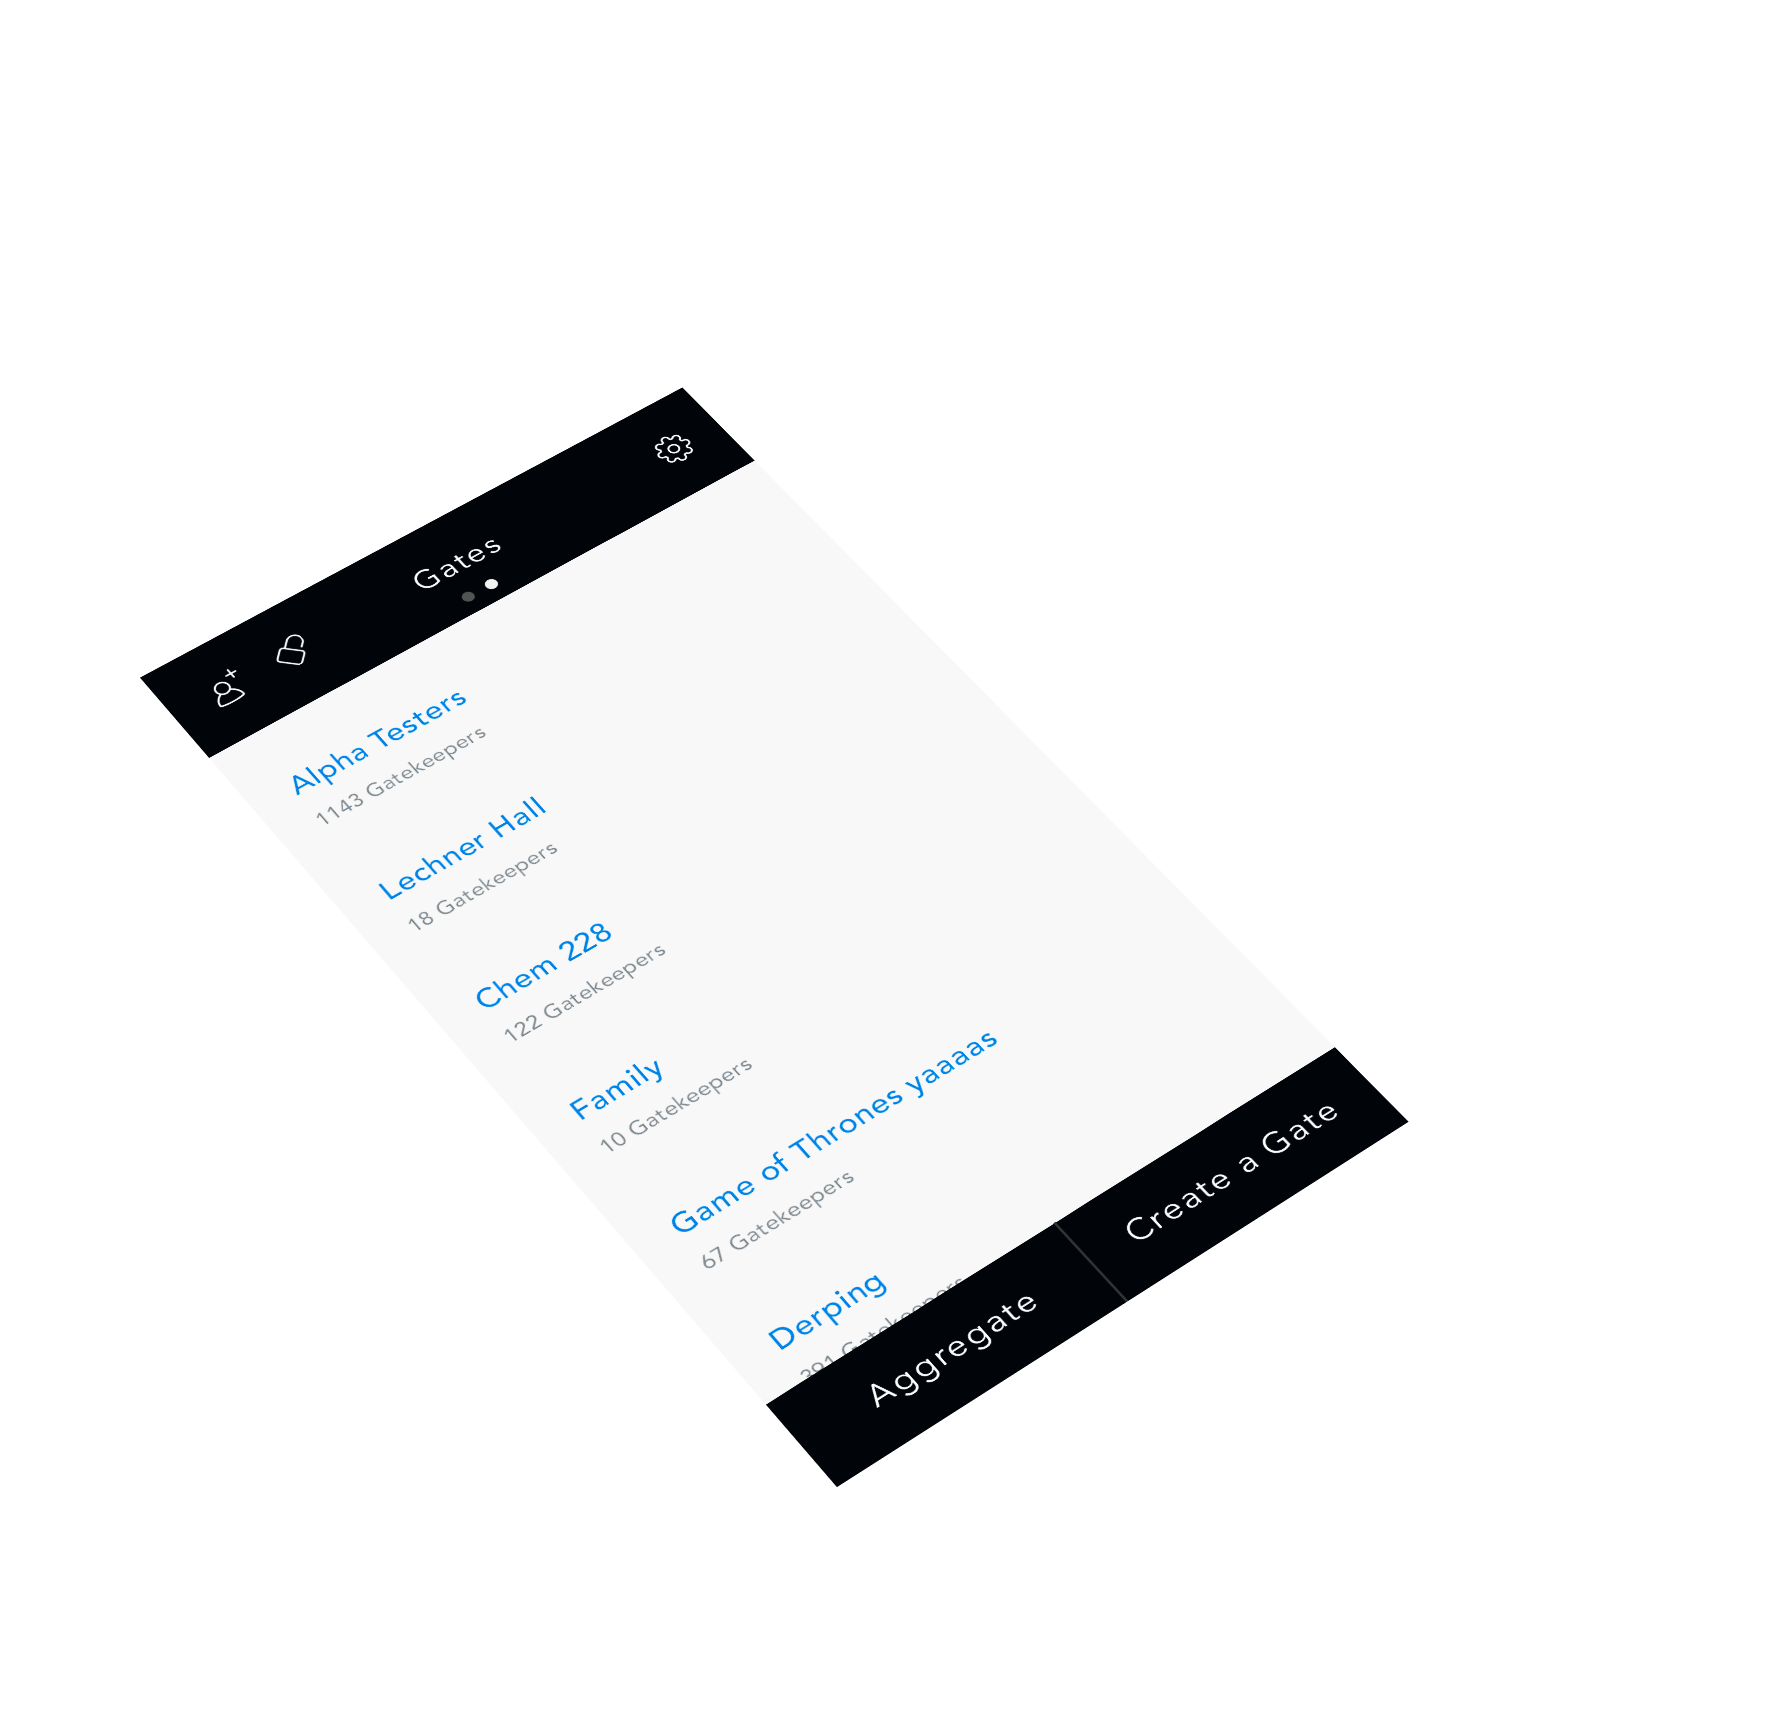 Gates
Alpha Testers
1143 Gatekeepers
Lechner Hall
18 Gatekeepers
Chem 228
122 Gatekeepers
Family
10 Gatekeepers
Game of Thrones yaaaas
67 Gatekeepers
Derping
Gatekeepers
Aggregate
Create a Gate